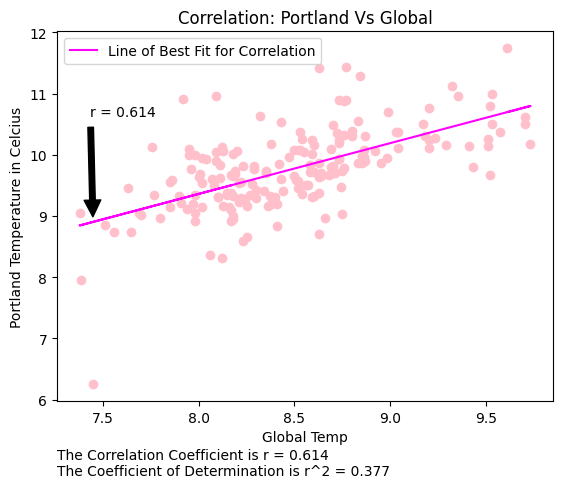 Correlation: Portland Vs Global
Line of Best Fit for Correlation
r = 0.614
Portland Temperature in Celcius
12
11
10
9
8
7
6
7.5
8.0
8.5
9.0
9.5
Global Temp
The Correlation Coefficient is r = 0.614
The Coefficient of Determination is r^2 = 0.377